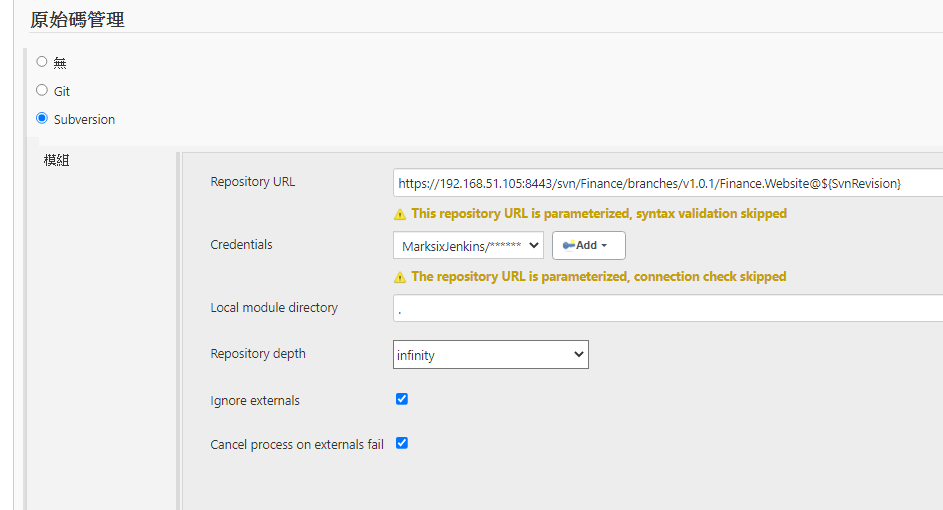 原始碼管理
無
Git
Subversion
模組
Repository URL
https://192.168.51.105:8443/svn/Finance/branches/v1.0.1/Finance.Website@${SvnRevision}
This repository URL is parameterized, syntax validation skipped
Credentials
MarksixJenkins/******
Add
The repository URL is parameterized, connection check skipped
Local module directory
.
Repository depth
infinity
Ignore externals
Cancel process on externals fail